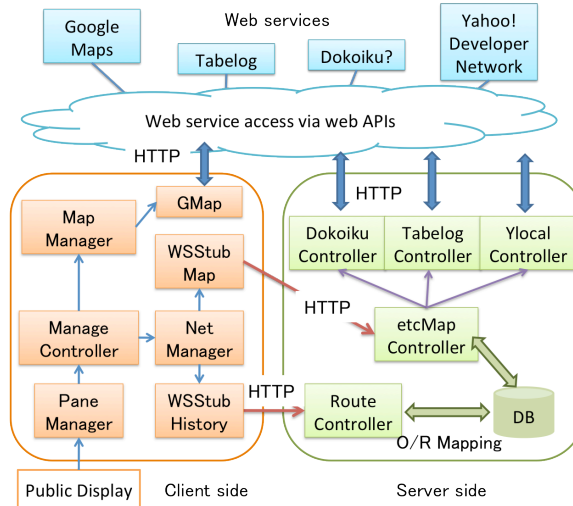 Web services
Google
Maps
Tabelog
Dokoiku?
Yahoo!
Developer
Network
Web service access via web APIs
HTTP
HTTP
GMap
Map
Manager
WSStub
Map
Dokoiku
Controller
Tabelog
Controller
Ylocal
Controller
HTTP
Manage
Controller
Net
Manager
etcMap
Controller
HTTP
Pane
Manager
WSStub
History
Route
Controller
DB
O/R Mapping
Public Display
Client side
Server side